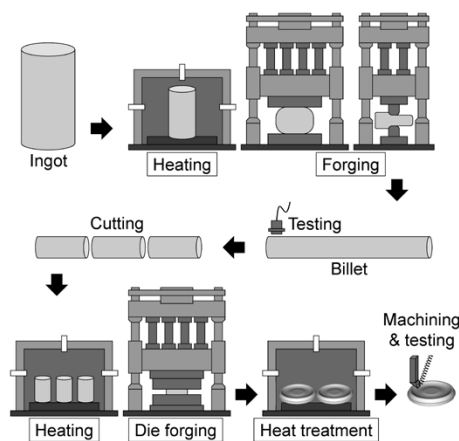 Ingot
Heating
Forging
Cutting
Testing
Billet
Heating
Die forging
Heat treatment
Machining
& testing